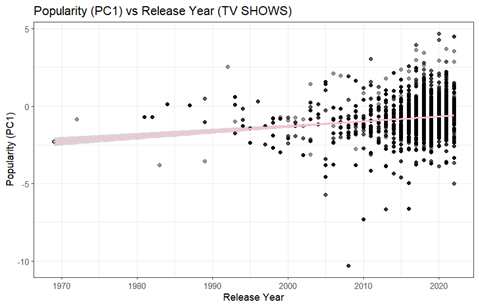 Popularity (PC1) vs Release Year (TV SHOWS)
5
0
-5
-10
Popularity (PC1)
1970 1980 1990 2000 2010 2020
Release Year